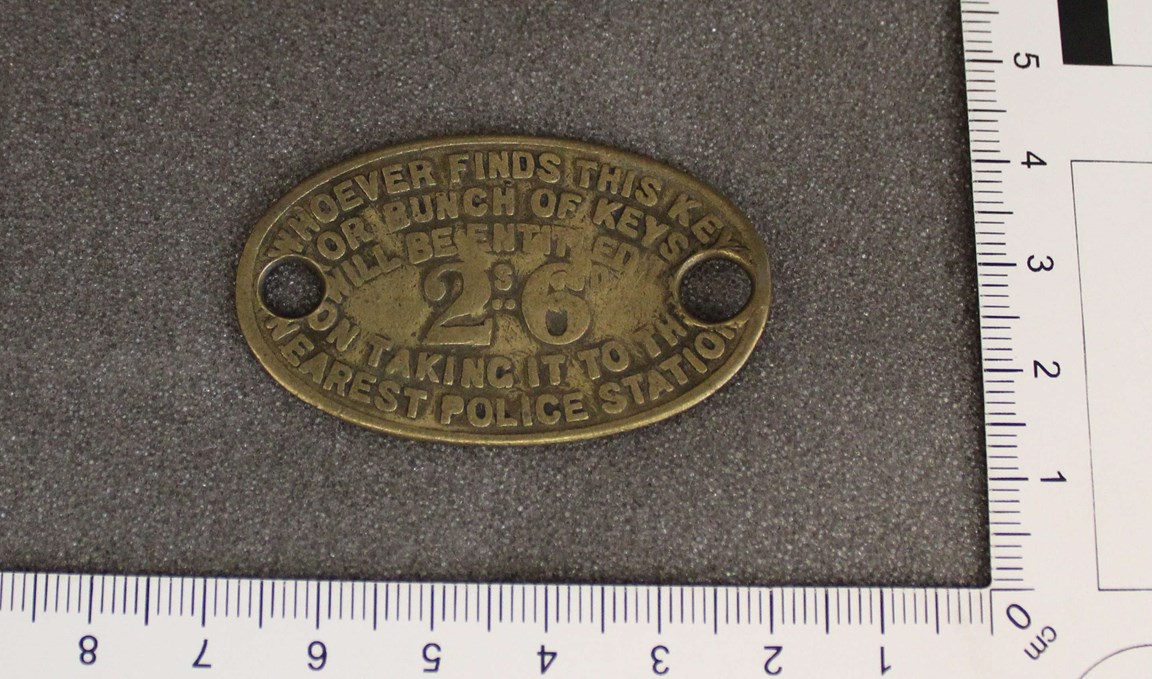 WHOEVER FINDS THIS KEY
OR BUNCH OF KEYS
WILL BE ENTITLED
2S..6D
ON TAKING IT TO TH
NEAREST POLICE STATION
5
4
3
2
1
0
cm
8 7 6 5 4 3 2 1